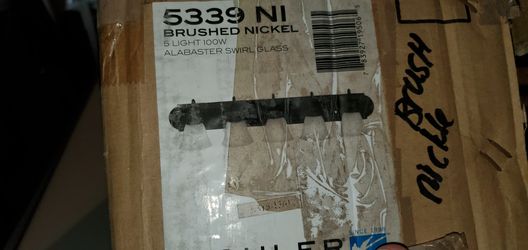 5339 NI
BRUSHED NICKEL
5 LIGHT 100W
ALABASTER SWIRL GLASS
BRUSH
NICKLE